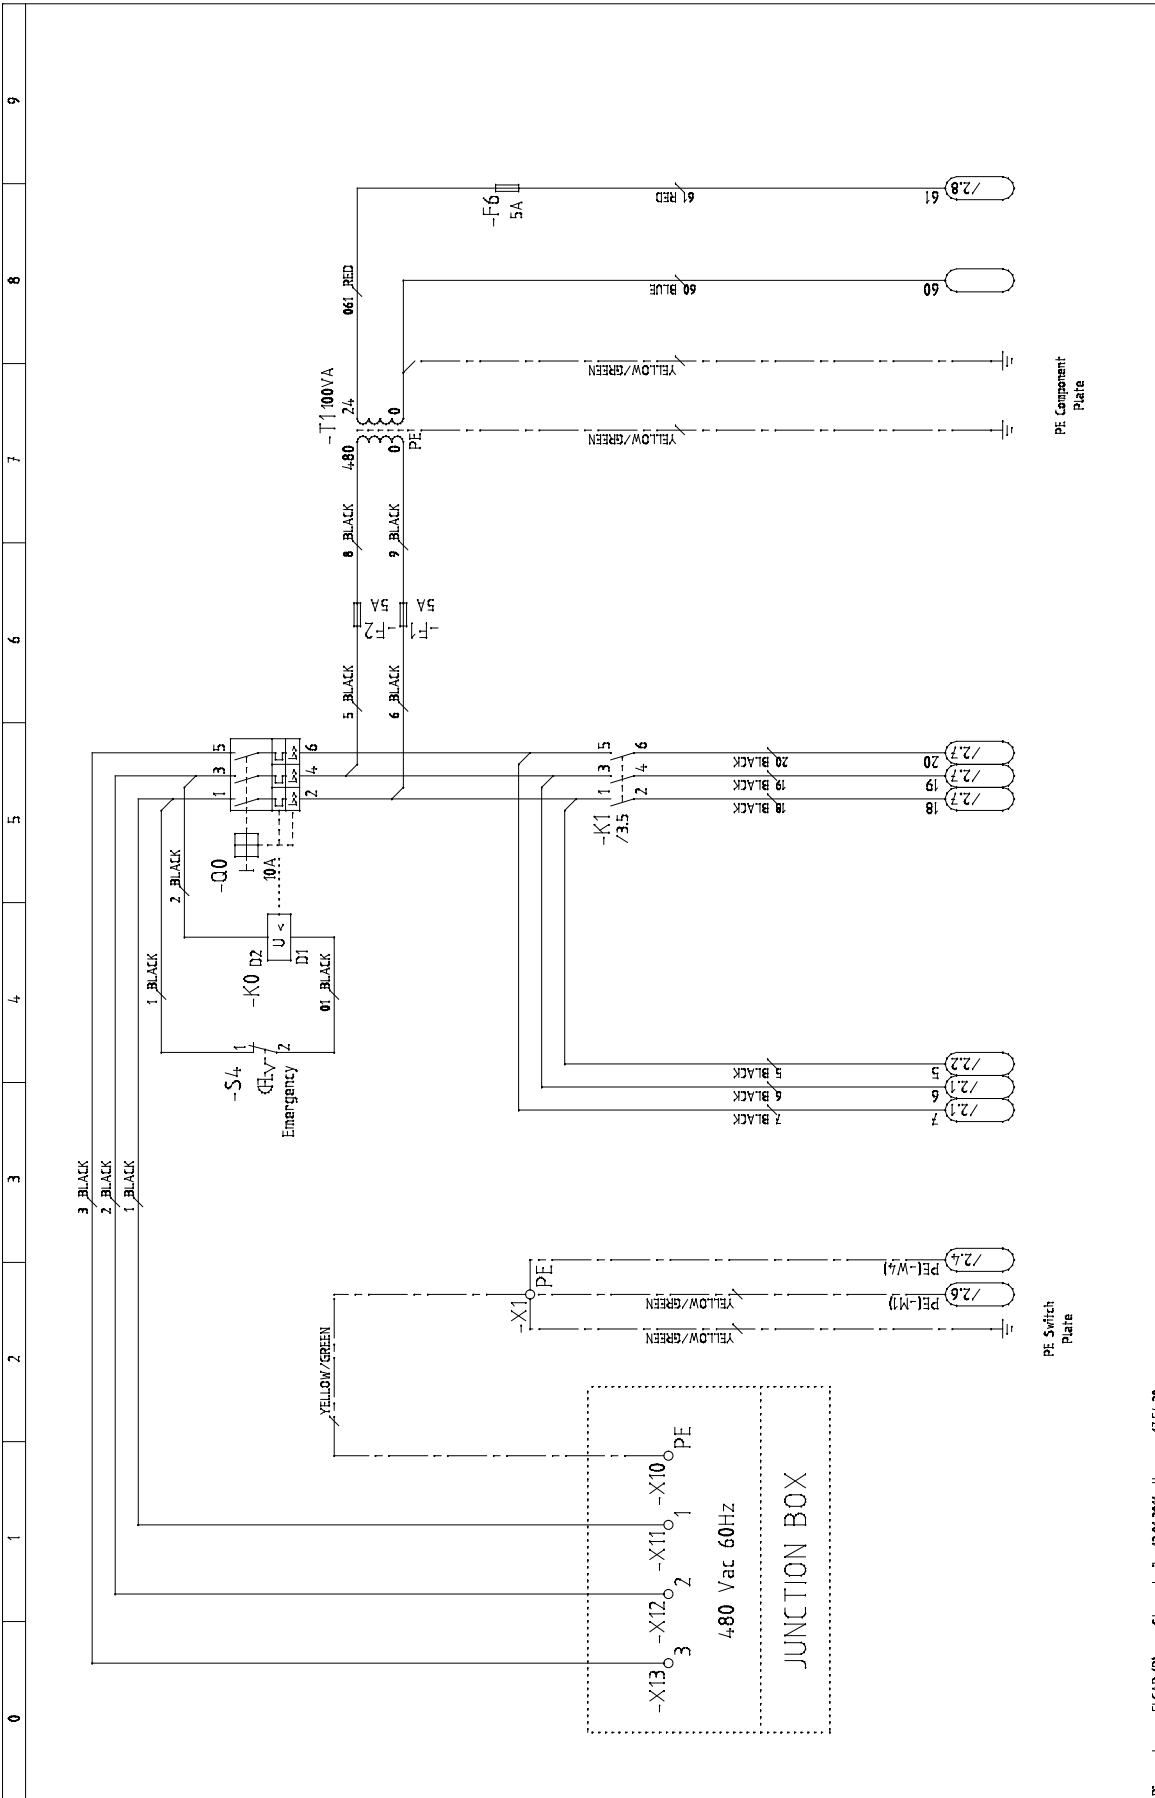 0
1
2
3
4
5
6
7
8
9
3 BLACK
2 BLACK
1 BLACK
1 BLACK
2 BLACK
-Q0
10A
1
3
5
2
4
6
-K0
D2
D1
U <
01 BLACK
-S4
1
2
Emergency
5 BLACK
6 BLACK
-F2
5A
-F1
5A
8 BLACK
9 BLACK
-T1 100VA
480
0
24
0
PE
061 RED
-F6
5A
61 RED
61
/2.8
60 BLUE
60
YELLOW/GREEN
YELLOW/GREEN
PE Component
Plate
-K1
/3.5
1
3
5
2
4
6
18 BLACK
19 BLACK
20 BLACK
18
19
20
/2.7
/2.7
/2.7
7 BLACK
6 BLACK
5 BLACK
7
6
5
/2.1
/2.1
/2.2
YELLOW/GREEN
-X1
PE
YELLOW/GREEN
YELLOW/GREEN
PE(-M1)
PE(-W4)
/2.6
/2.4
PE Switch
Plate
-X13
3
-X12
2
-X11
1
-X10
PE
480 Vac 60Hz
JUNCTION BOX